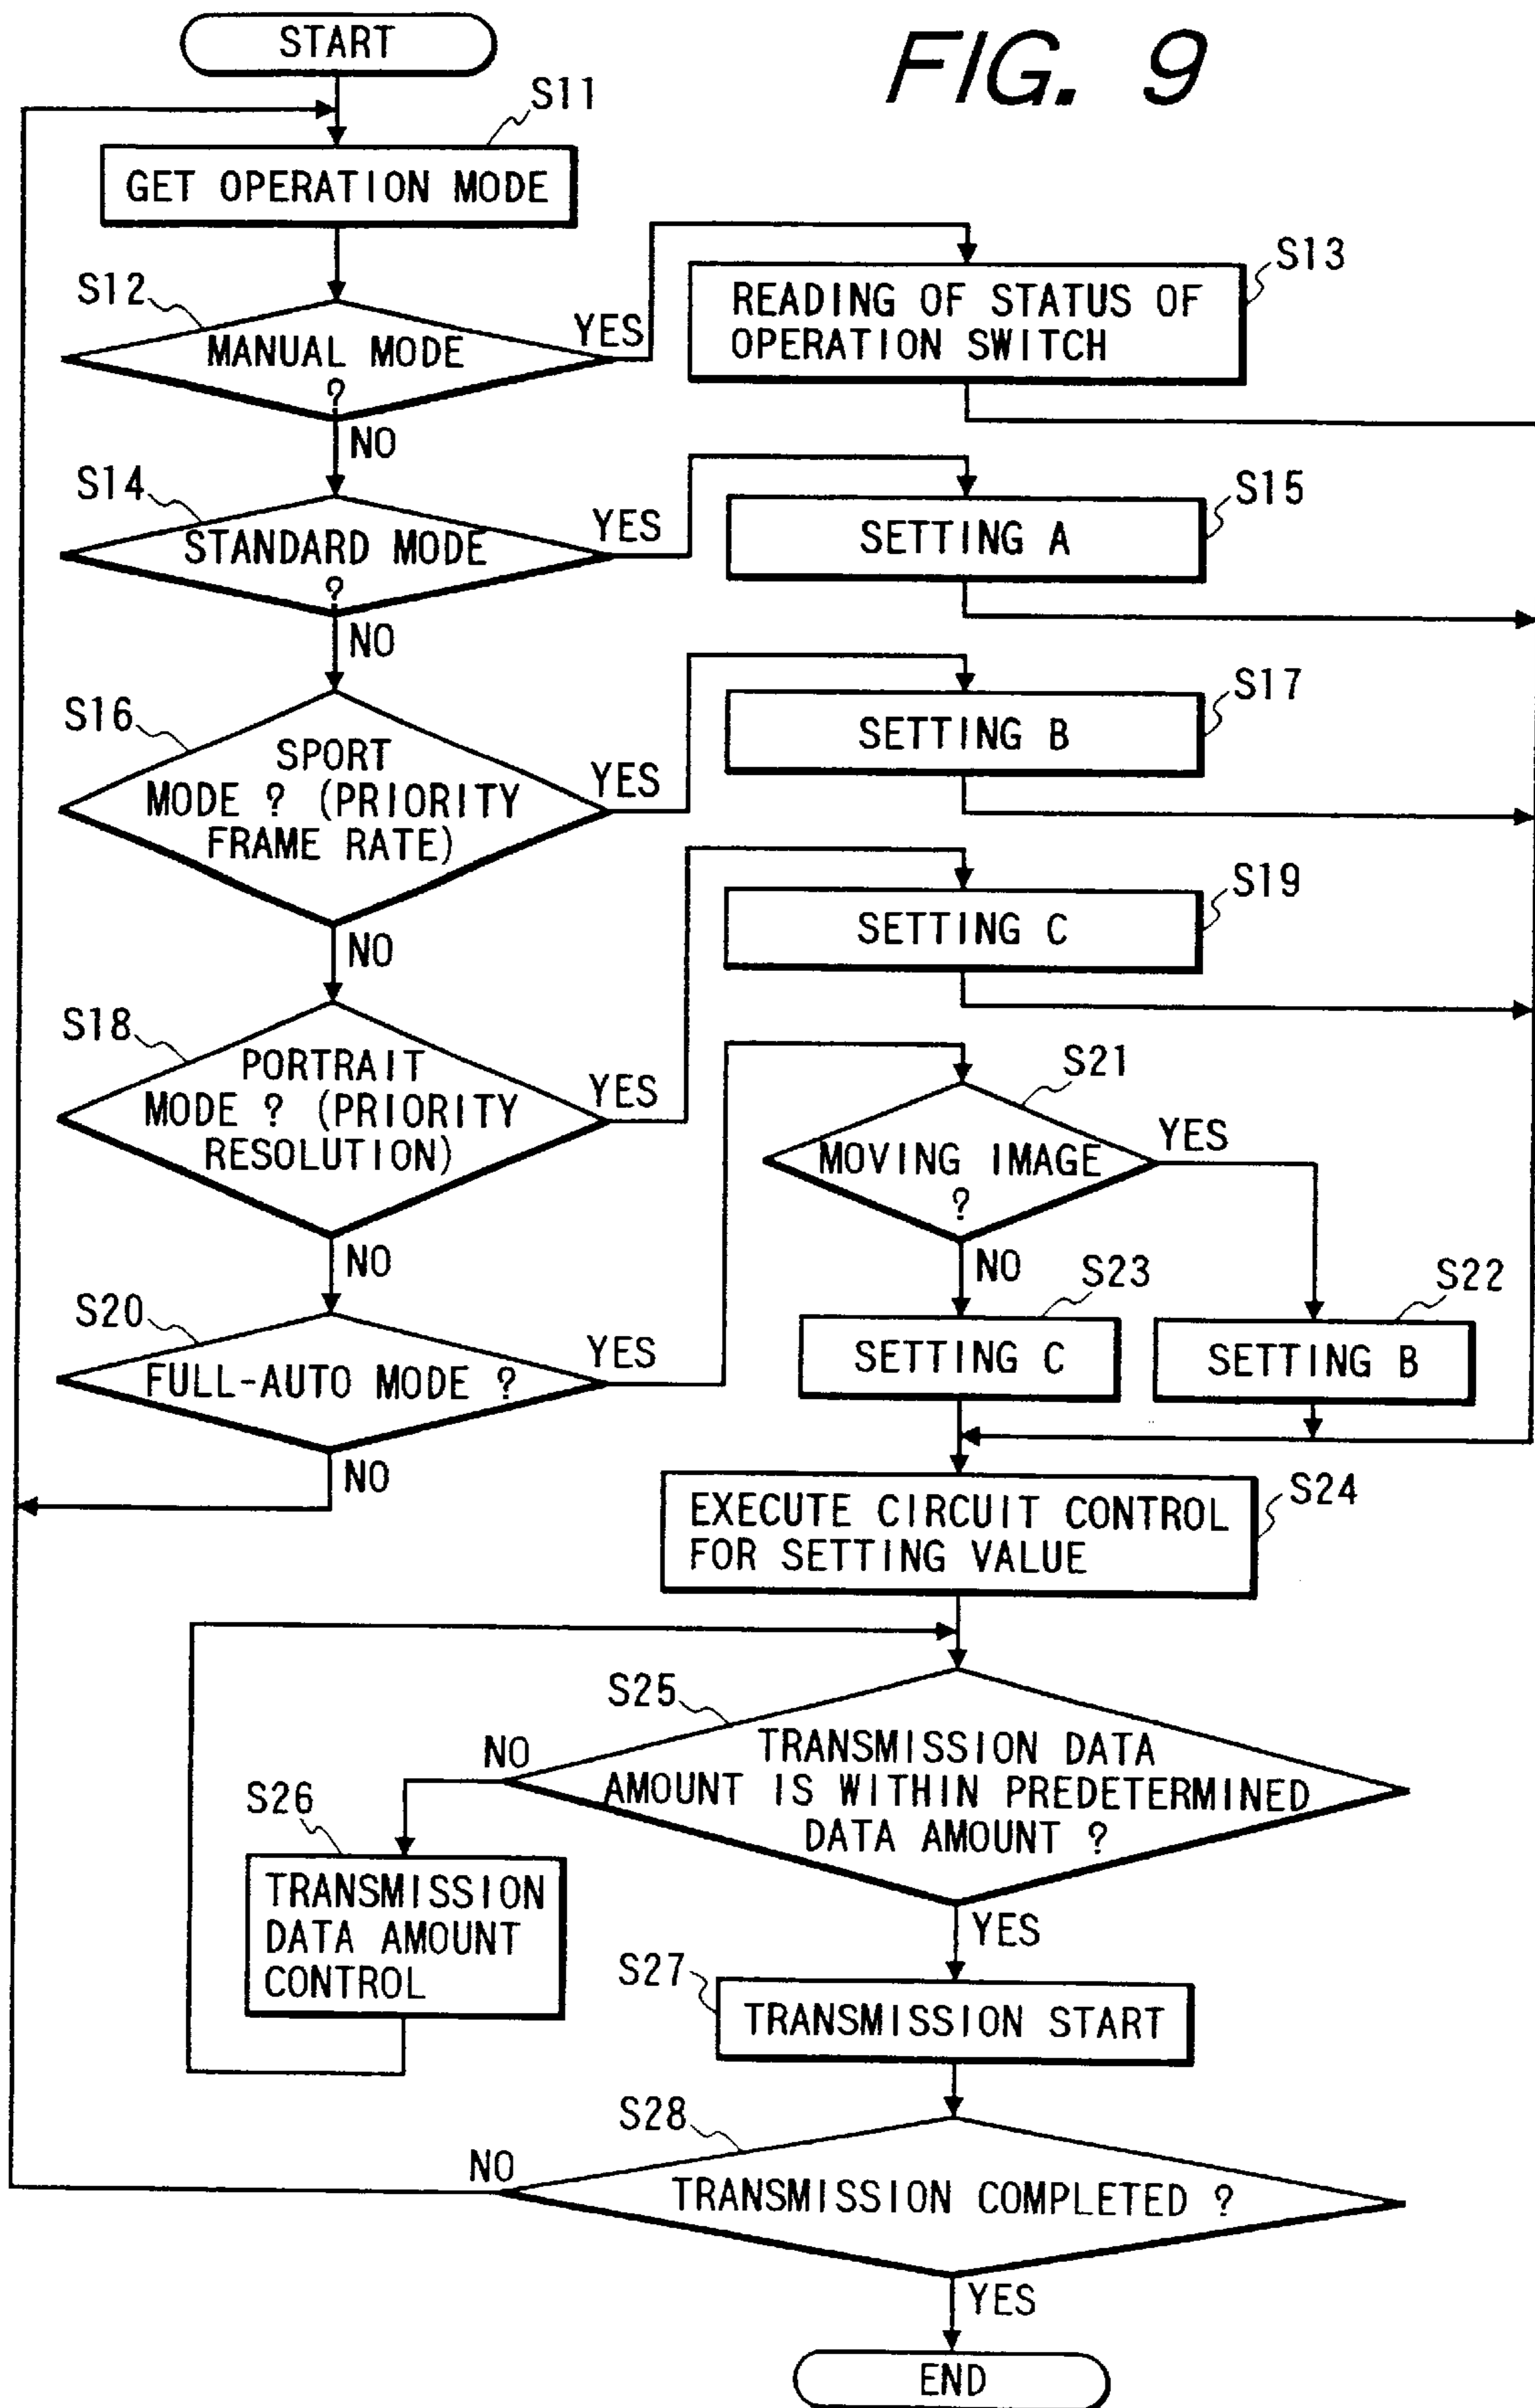 FIG. 9
START
S11
GET OPERATION MODE
S12
MANUAL MODE
?
YES
NO
S13
READING OF STATUS OF
OPERATION SWITCH
S14
STANDARD MODE
?
YES
NO
S15
SETTING A
S16
SPORT
MODE ? (PRIORITY
FRAME RATE)
YES
NO
S17
SETTING B
S18
PORTRAIT
MODE ? (PRIORITY
RESOLUTION)
YES
NO
S19
SETTING C
S20
FULL-AUTO MODE ?
YES
NO
S21
MOVING IMAGE
?
YES
NO
S23
SETTING C
S22
SETTING B
S24
EXECUTE CIRCUIT CONTROL
FOR SETTING VALUE
S25
TRANSMISSION DATA
AMOUNT IS WITHIN PREDETERMINED
DATA AMOUNT ?
NO
YES
S26
TRANSMISSION
DATA AMOUNT
CONTROL
S27
TRANSMISSION START
S28
TRANSMISSION COMPLETED ?
NO
YES
END